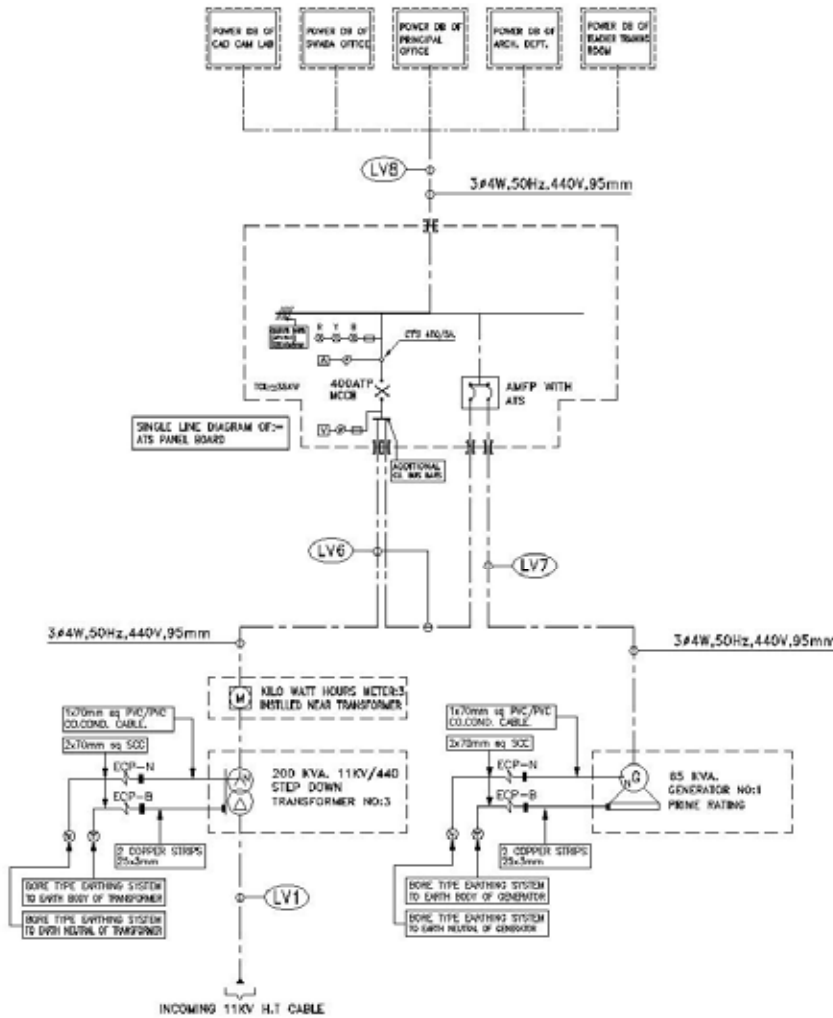 POWER DB OF
CAD CAM LAB
POWER DB OF
SWADA OFFICE
POWER DB OF
PRINCIPAL
OFFICE
POWER DB OF
ARCH. DEPT.
POWER DB OF
TEACHER TRAINING
ROOM
LV8
3ø4W,50Hz,440V,95mm
R Y B
CTS 400/5A
A
400ATP
MCCB
AMFP WITH
ATS
V
SINGLE LINE DIAGRAM OF:-
ATS PANEL BOARD
ADDITIONAL
CU. BUS BARS
LV6
LV7
3ø4W,50Hz,440V,95mm
3ø4W,50Hz,440V,95mm
M
KILO WATT HOURS METER:3
INSTLLED NEAR TRANSFORMER
1x70mm sq PVC/PVC
CO.COND. CABLE.
2x70mm sq SCC
ECP-N
ECP-B
200 KVA. 11KV/440
STEP DOWN
TRANSFORMER NO:3
2 COPPER STRIPS
25x3mm
BORE TYPE EARTHING SYSTEM
TO EARTH BODY OF TRANSFORMER
BORE TYPE EARTHING SYSTEM
TO EARTH NEUTRAL OF TRANSFORMER
LV1
INCOMING 11KV H.T CABLE
1x70mm sq PVC/PVC
CO.COND. CABLE.
2x70mm sq SCC
ECP-N
ECP-B
N
G
85 KVA.
GENERATOR NO:1
PRIME RATING
2 COPPER STRIPS
25x3mm
BORE TYPE EARTHING SYSTEM
TO EARTH BODY OF GENERATOR
BORE TYPE EARTHING SYSTEM
TO EARTH NEUTRAL OF GENERATOR